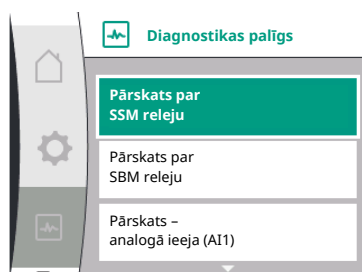 Diagnostikas palīgs
Pārskats par
SSM releju
Pārskats par
SBM releju
Pārskats –
analogā ieeja (AI1)